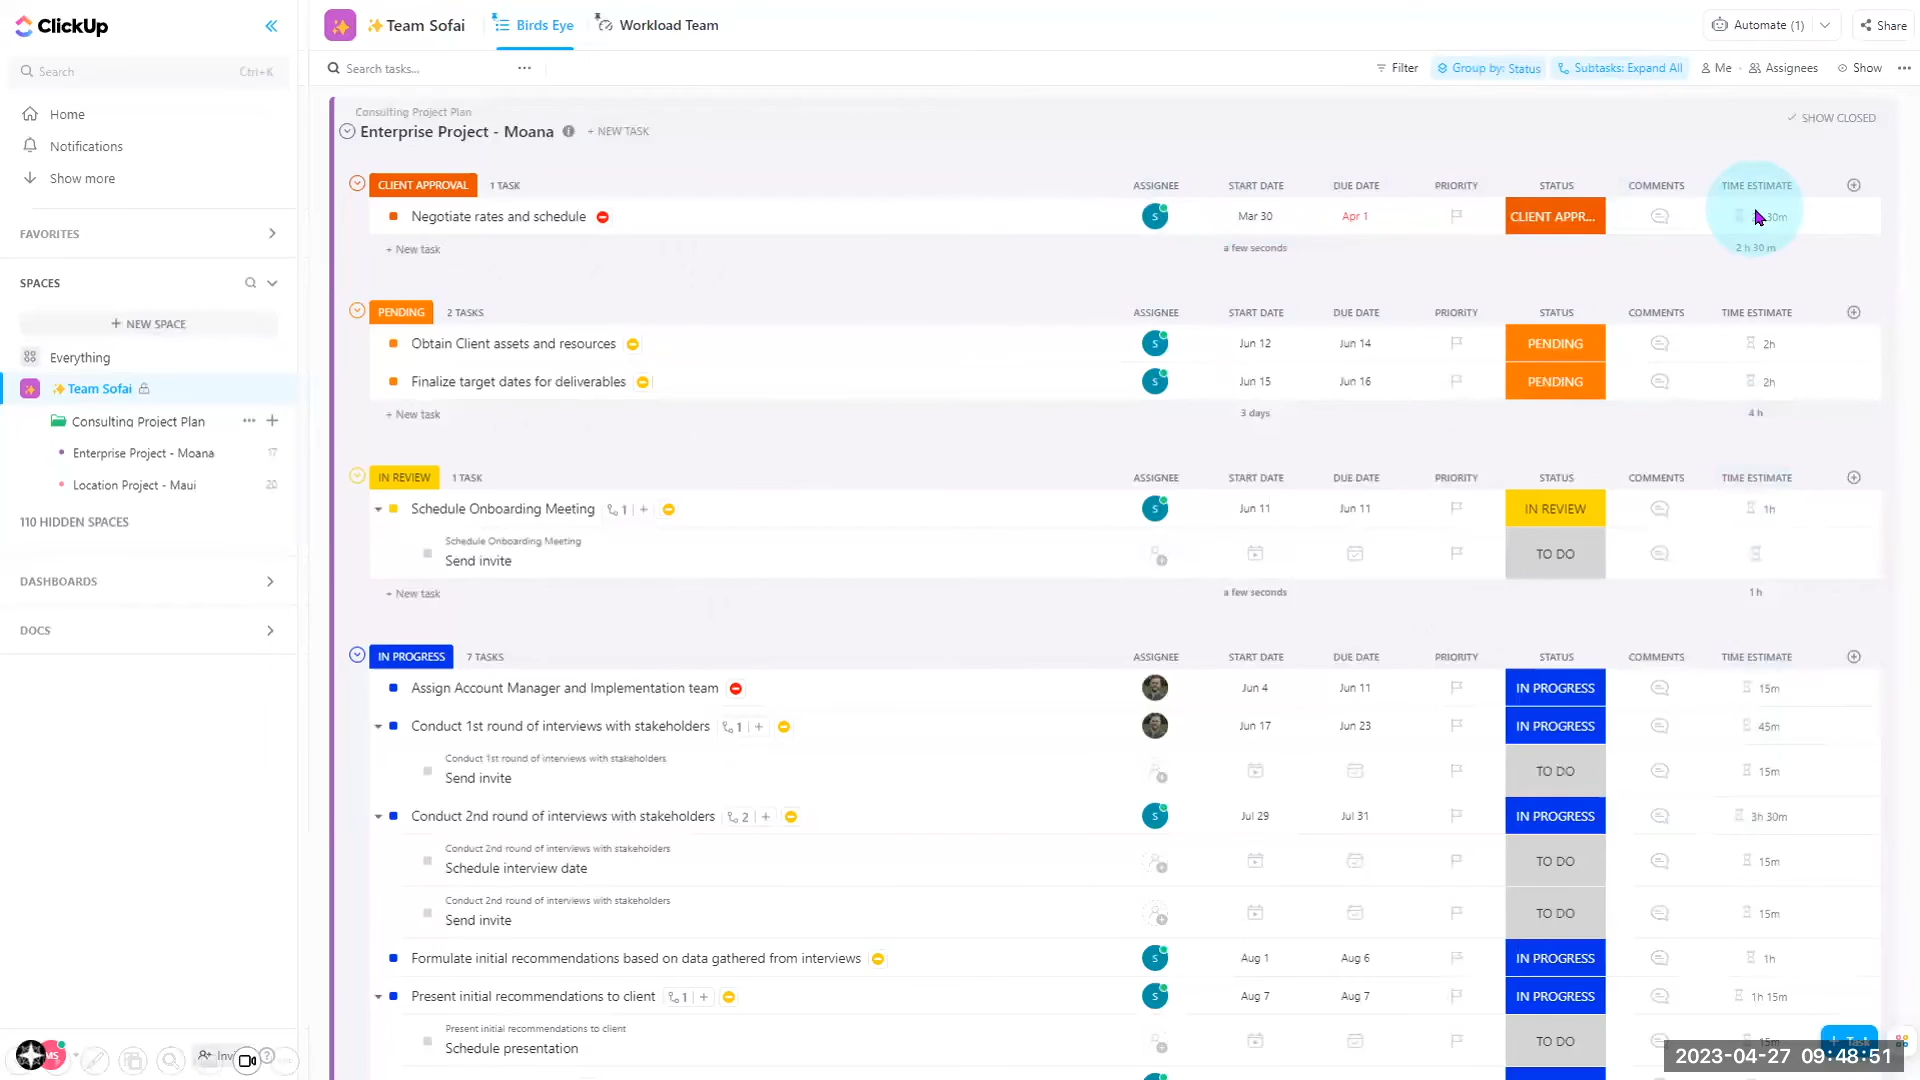 ClickUp
Search Ctrl+K
Home
Notifications
Show more
FAVORITES
SPACES
+ NEW SPACE
Everything
Team Sofai
Consulting Project Plan
Enterprise Project - Moana 17
Location Project - Maui 20
110 HIDDEN SPACES
DASHBOARDS
DOCS
MS
Team Sofai Birds Eye Workload Team Automate (1) Share
Search tasks... Filter Group by: Status Subtasks: Expand All Me Assignees Show
Consulting Project Plan
Enterprise Project - Moana + NEW TASK SHOW CLOSED
CLIENT APPROVAL 1 TASK ASSIGNEE START DATE DUE DATE PRIORITY STATUS COMMENTS TIME ESTIMATE
Negotiate rates and schedule S Mar 30 Apr 1 CLIENT APPR... 30m
+ New task a few seconds 2 h 30 m
PENDING 2 TASKS ASSIGNEE START DATE DUE DATE PRIORITY STATUS COMMENTS TIME ESTIMATE
Obtain Client assets and resources S Jun 12 Jun 14 PENDING 2h
Finalize target dates for deliverables S Jun 15 Jun 16 PENDING 2h
+ New task 3 days 4 h
IN REVIEW 1 TASK ASSIGNEE START DATE DUE DATE PRIORITY STATUS COMMENTS TIME ESTIMATE
Schedule Onboarding Meeting 1 + S Jun 11 Jun 11 IN REVIEW 1h
Schedule Onboarding Meeting
Send invite TO DO
+ New task a few seconds 1 h
IN PROGRESS 7 TASKS ASSIGNEE START DATE DUE DATE PRIORITY STATUS COMMENTS TIME ESTIMATE
Assign Account Manager and Implementation team Jun 4 Jun 11 IN PROGRESS 15m
Conduct 1st round of interviews with stakeholders 1 + Jun 17 Jun 23 IN PROGRESS 45m
Conduct 1st round of interviews with stakeholders
Send invite TO DO 15m
Conduct 2nd round of interviews with stakeholders 2 + S Jul 29 Jul 31 IN PROGRESS 3h 30m
Conduct 2nd round of interviews with stakeholders
Schedule interview date TO DO 15m
Conduct 2nd round of interviews with stakeholders
Send invite TO DO 15m
Formulate initial recommendations based on data gathered from interviews S Aug 1 Aug 6 IN PROGRESS 1h
Present initial recommendations to client 1 + S Aug 7 Aug 7 IN PROGRESS 1h 15m
Present initial recommendations to client
Schedule presentation TO DO 15m
+ Task
2023-04-27 09:48:51